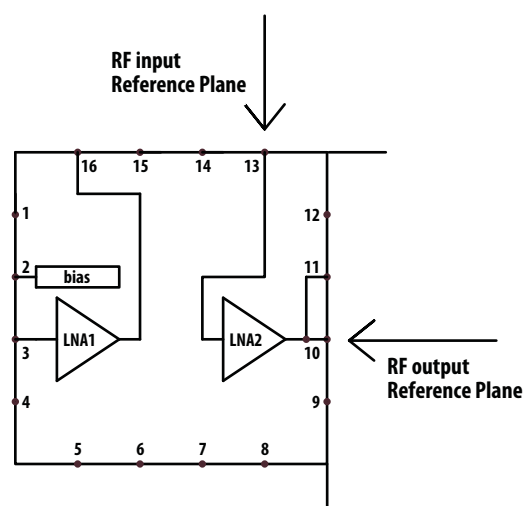 RF input
Reference Plane
16 15 14 13
1
12
2
bias
11
LNA1
LNA2
3
10
RF output
Reference Plane
4
9
5 6 7 8